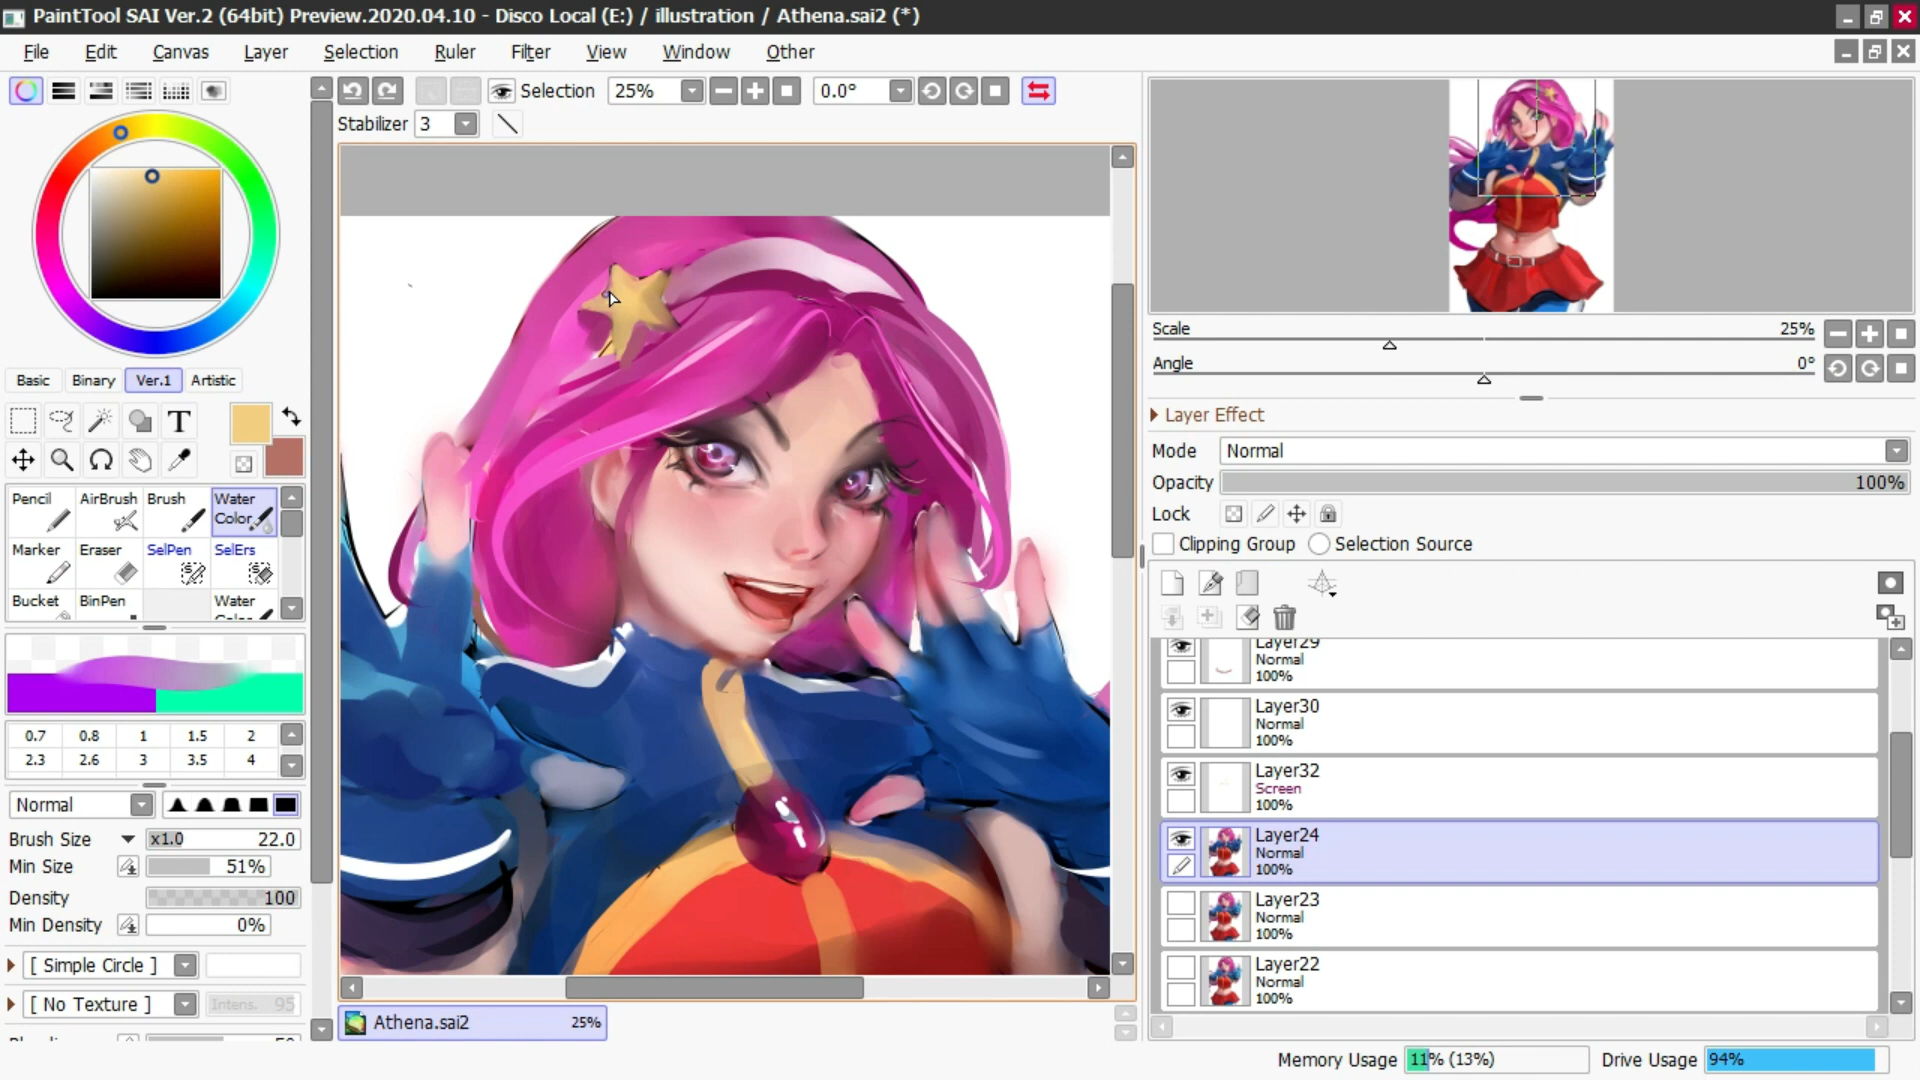 PaintTool SAI Ver.2 (64bit) Preview.2020.04.10 - Disco Local (E:) / illustration / Athena.sai2 (*)
File Edit Canvas Layer Selection Ruler Filter View Window Other
Selection 25% 0.0°
Stabilizer 3
Scale 25%
Angle 0°
Basic Binary Ver.1 Artistic
Layer Effect
T
Mode Normal
Opacity 100%
Lock
Clipping Group Selection Source
Pencil AirBrush Brush Water Color
Marker Eraser SelPen SelErs
Bucket BinPen Water
Layer29
Normal
100%
Layer30
Normal
100%
Layer32
Screen
100%
Layer24
Normal
100%
Layer23
Normal
100%
Layer22
Normal
100%
0.7 0.8 1 1.5 2
2.3 2.6 3 3.5 4
Normal
Brush Size x1.0 22.0
Min Size 51%
Density 100
Min Density 0%
[ Simple Circle ]
[ No Texture ] Intens. 95
Athena.sai2 25%
Memory Usage 11% (13%) Drive Usage 94%